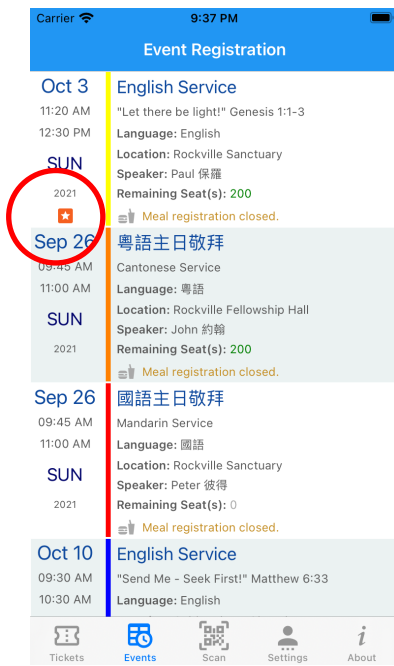 Carrier 9:37 PM
Event Registration
Oct 3 English Service
11:20 AM "Let there be light!" Genesis 1:1-3
12:30 PM Language: English
Location: Rockville Sanctuary
SUN Speaker: Paul 保羅
2021 Remaining Seat(s): 200
Meal registration closed.
Sep 26 粵語主日敬拜
09:45 AM Cantonese Service
11:00 AM Language: 粵語
Location: Rockville Fellowship Hall
SUN Speaker: John 約翰
2021 Remaining Seat(s): 200
Meal registration closed.
Sep 26 國語主日敬拜
09:45 AM Mandarin Service
11:00 AM Language: 國語
Location: Rockville Sanctuary
SUN Speaker: Peter 彼得
2021 Remaining Seat(s): 0
Meal registration closed.
Oct 10 English Service
09:30 AM "Send Me - Seek First!" Matthew 6:33
10:30 AM Language: English
Tickets Events Scan Settings About